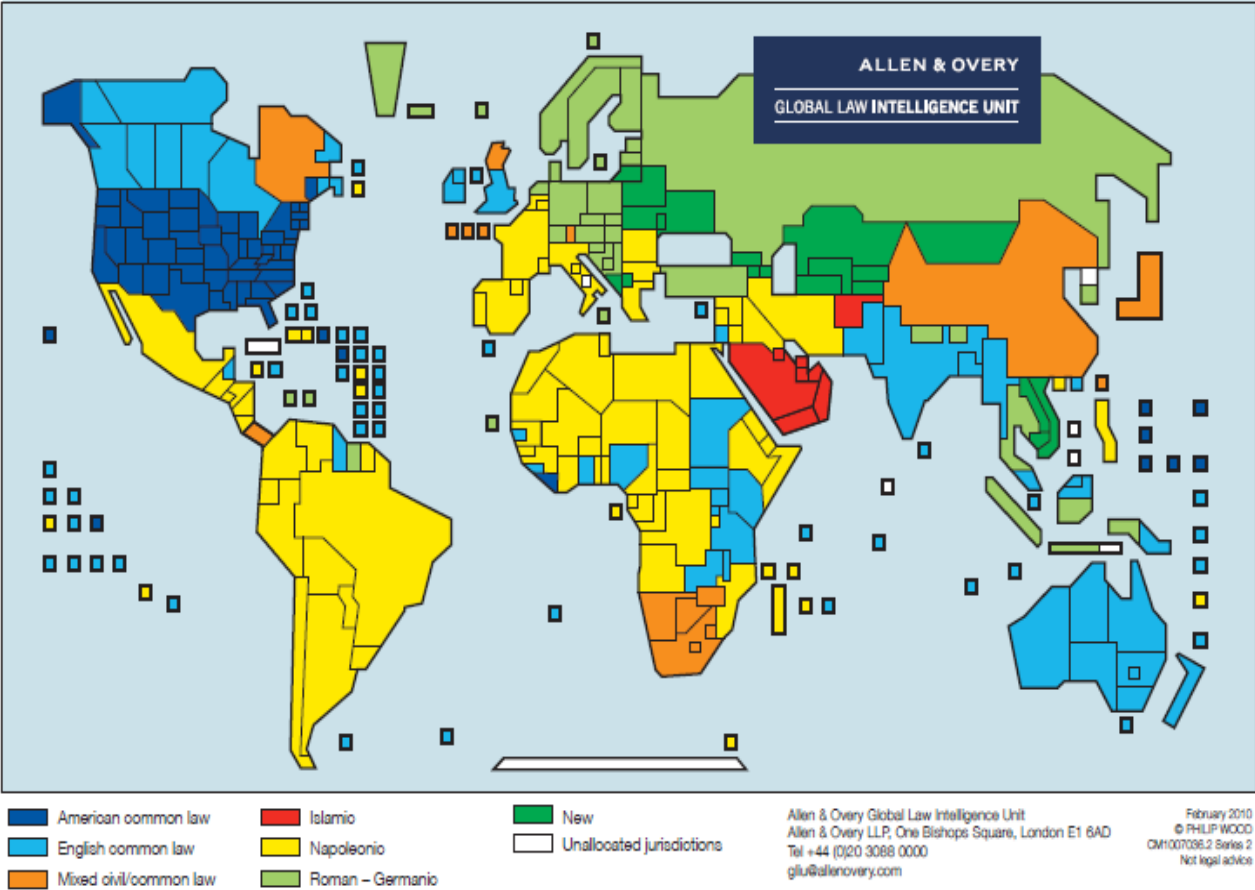 ALLEN & OVERY
GLOBAL LAW INTELLIGENCE UNIT
American common law
English common law
Mixed civil/common law
Islamic
Napoleonic
Roman – Germanic
New
Unallocated jurisdictions
Allen & Overy Global Law Intelligence Unit
Allen & Overy LLP, One Bishops Square, London E1 6AD
Tel +44 (0)20 3088 0000
gliu@allenovery.com
February 2010
© PHILIP WOOD
CM1007036.2 Series 2
Not legal advice